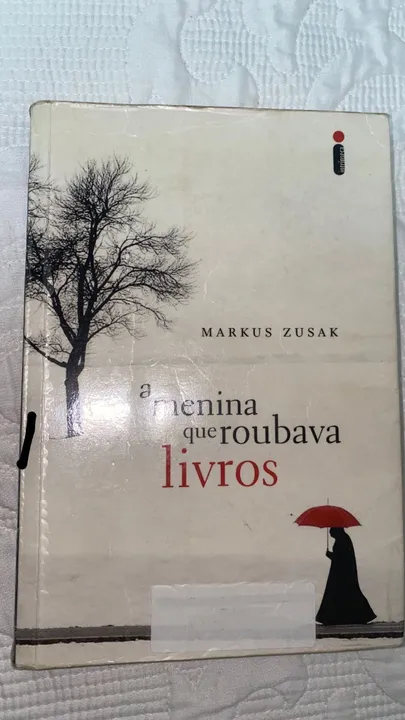 MARKUS ZUSAK
a menina
que roubava
livros